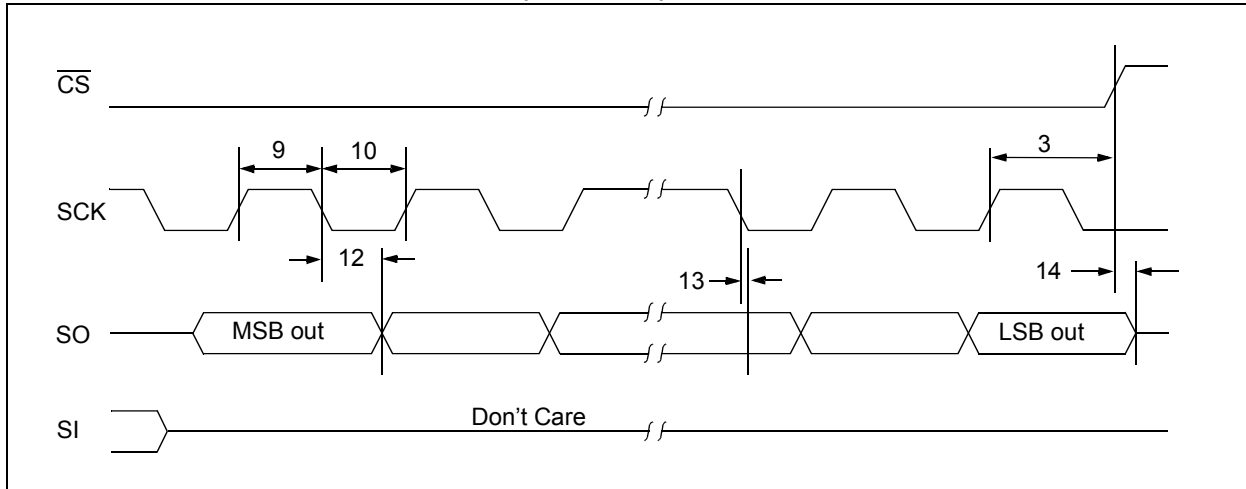 CS
9
10
3
SCK
12
13
14
SO
MSB out
LSB out
SI
Don't Care